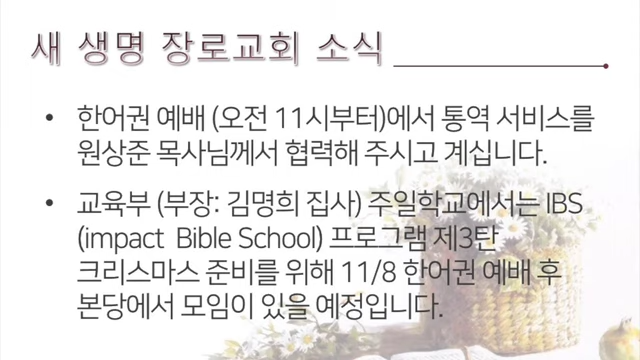 새 생명 장로교회 소식
• 한어권 예배 (오전 11시부터)에서 통역 서비스를
원상준 목사님께서 협력해 주시고 계십니다.
• 교육부 (부장: 김명희 집사) 주일학교에서는 IBS
(impact Bible School) 프로그램 제3탄
크리스마스 준비를 위해 11/8 한어권 예배 후
본당에서 모임이 있을 예정입니다.